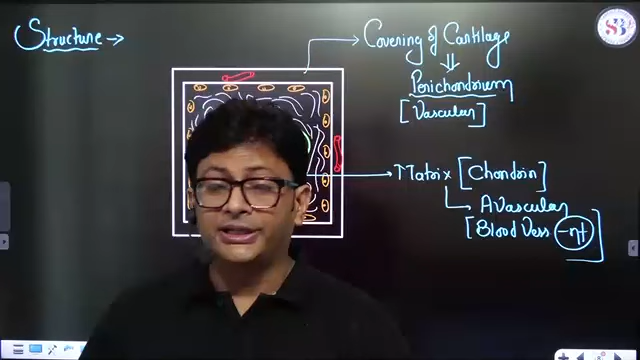 Structure →
Covering of Cartilage
Perichondrium
[Vascular]
Matrix [Chondrin]
AVascular
[Blood Vess -nt]